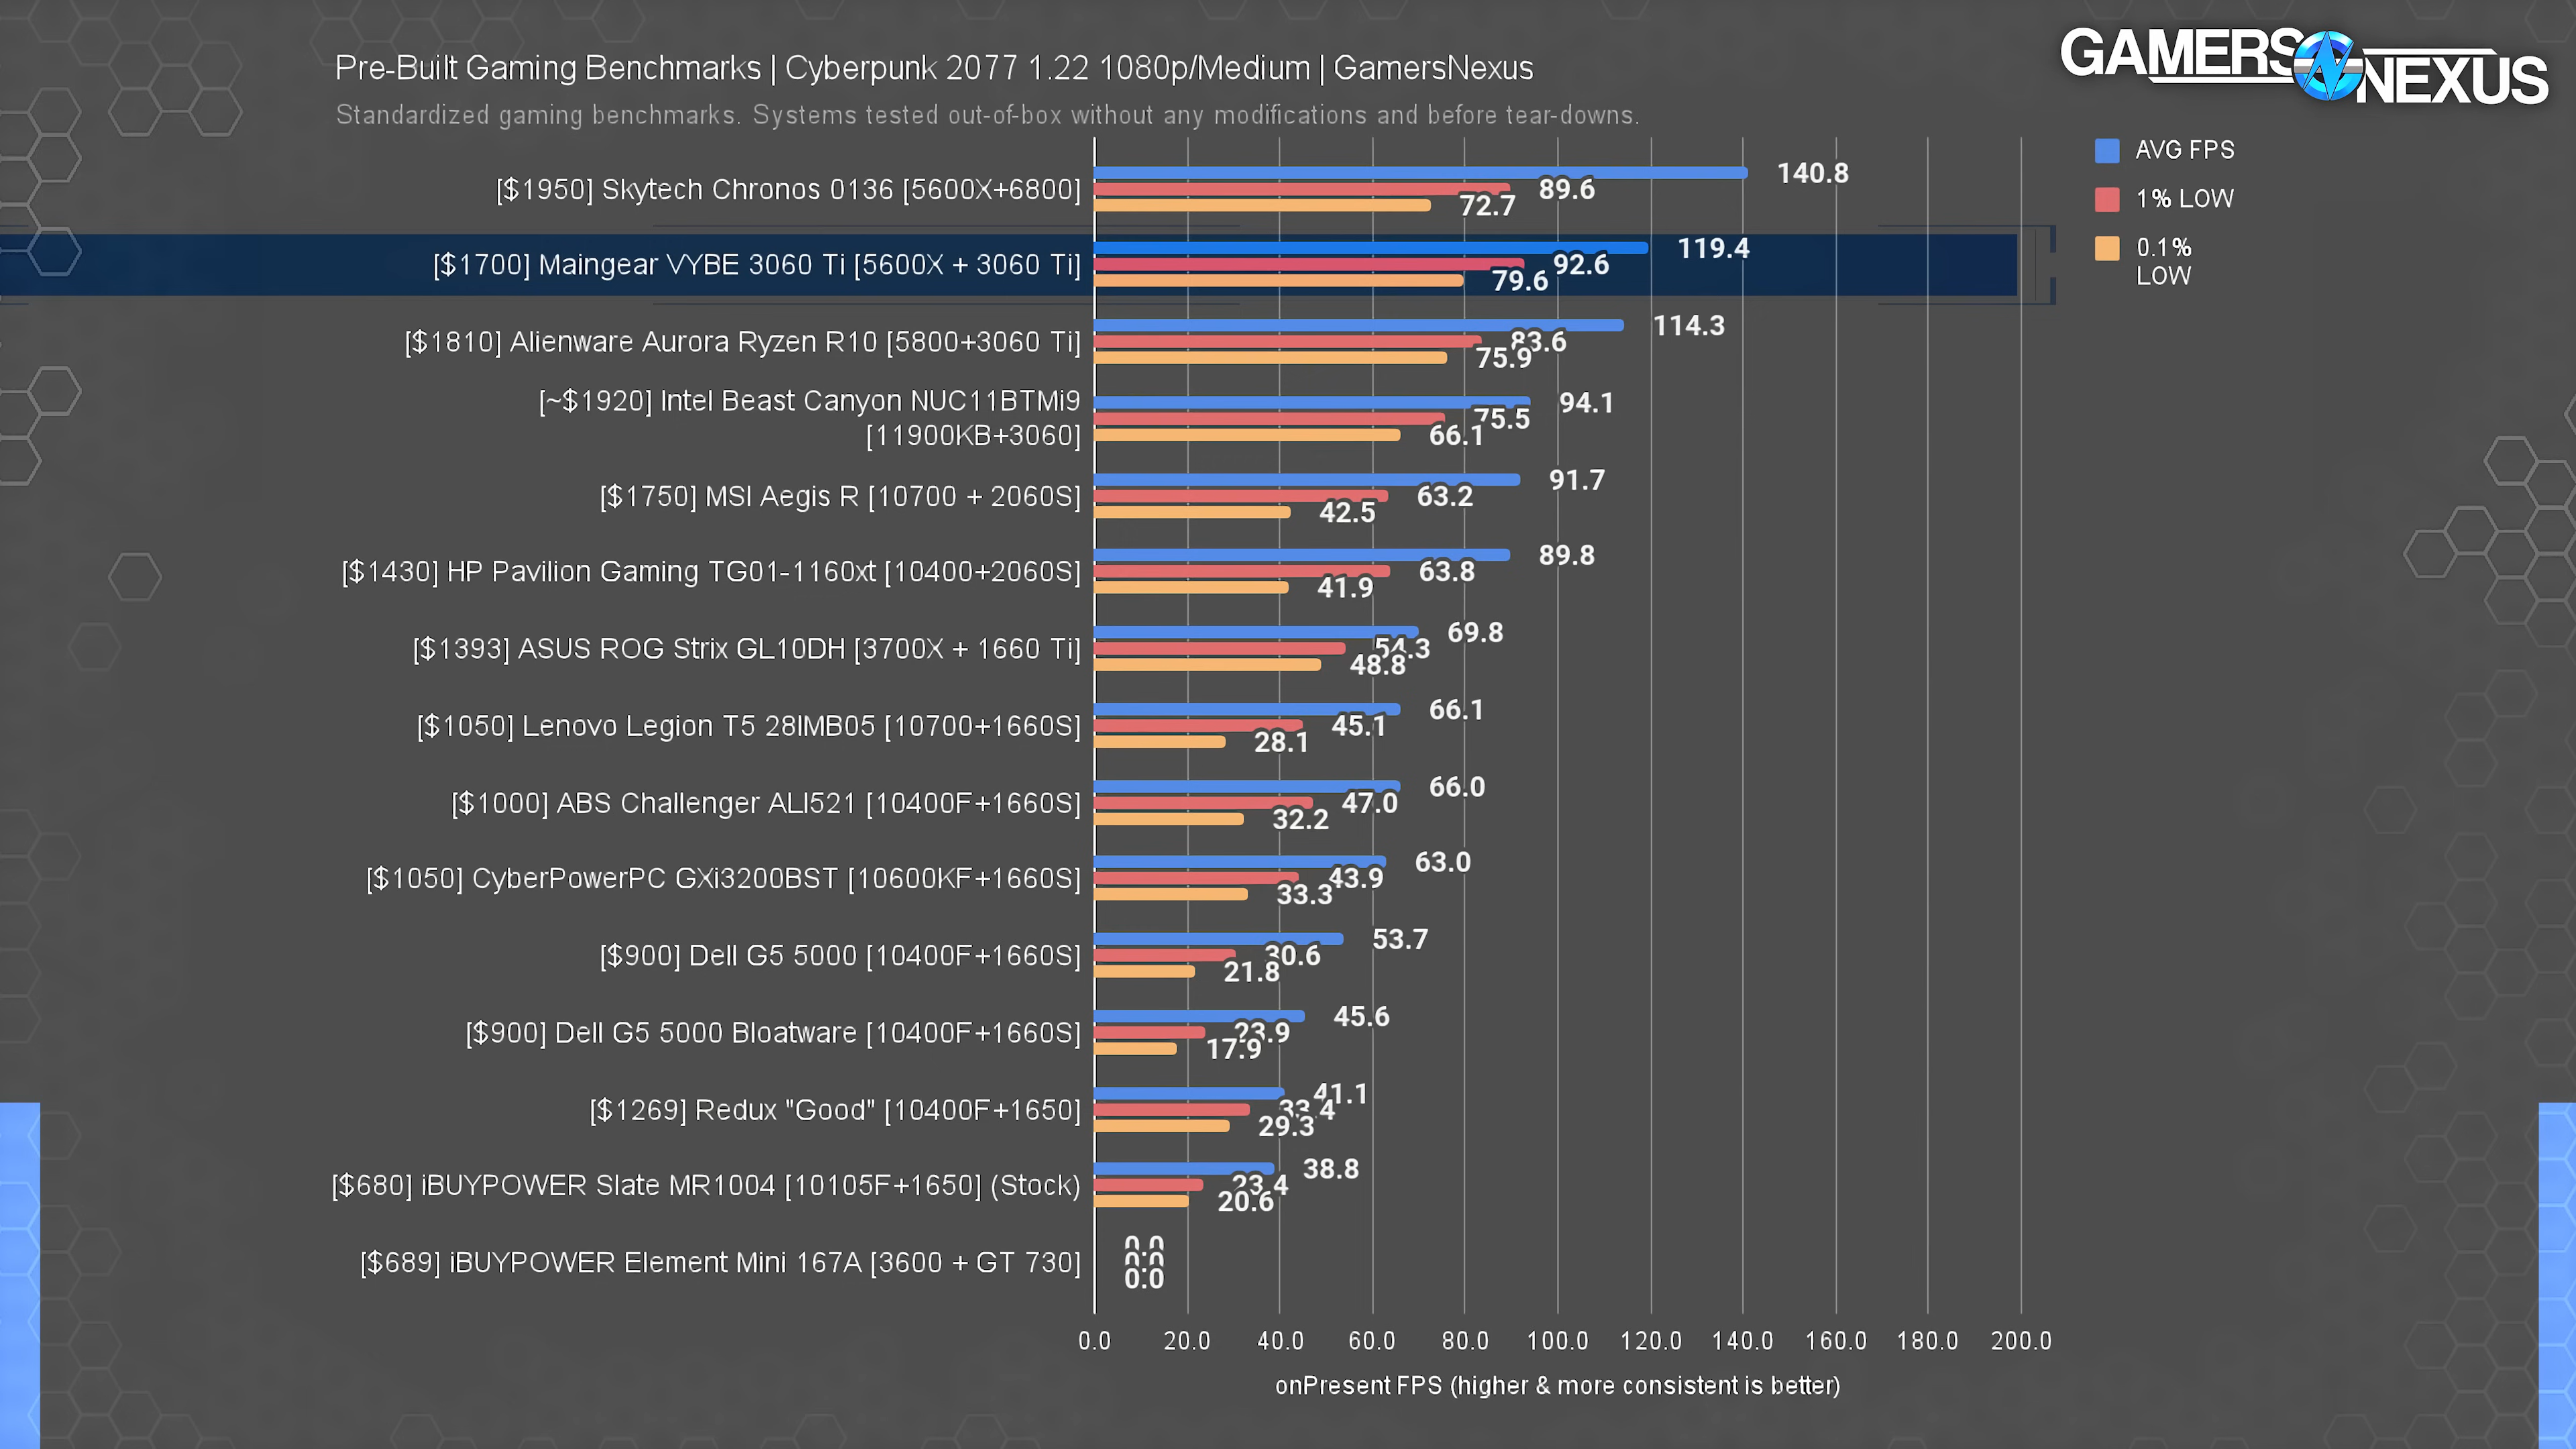 Pre-Built Gaming Benchmarks | Cyberpunk 2077 1.22 1080p/Medium | GamersNexus
Standardized gaming benchmarks. Systems tested out-of-box without any modifications and before tear-downs.
GAMERS NEXUS
AVG FPS
1% LOW
0.1%
LOW
[$1950] Skytech Chronos 0136 [5600X+6800]
140.8
89.6
72.7
[$1700] Maingear VYBE 3060 Ti [5600X + 3060 Ti]
119.4
92.6
79.6
[$1810] Alienware Aurora Ryzen R10 [5800+3060 Ti]
114.3
83.6
75.9
[~$1920] Intel Beast Canyon NUC11BTMi9
[11900KB+3060]
94.1
75.5
66.1
[$1750] MSI Aegis R [10700 + 2060S]
91.7
63.2
42.5
[$1430] HP Pavilion Gaming TG01-1160xt [10400+2060S]
89.8
63.8
41.9
[$1393] ASUS ROG Strix GL10DH [3700X + 1660 Ti]
69.8
54.3
48.8
[$1050] Lenovo Legion T5 28IMB05 [10700+1660S]
66.1
45.1
28.1
[$1000] ABS Challenger ALI521 [10400F+1660S]
66.0
47.0
32.2
[$1050] CyberPowerPC GXi3200BST [10600KF+1660S]
63.0
43.9
33.3
[$900] Dell G5 5000 [10400F+1660S]
53.7
30.6
21.8
[$900] Dell G5 5000 Bloatware [10400F+1660S]
45.6
23.9
17.9
[$1269] Redux "Good" [10400F+1650]
41.1
33.4
29.3
[$680] iBUYPOWER Slate MR1004 [10105F+1650] (Stock)
38.8
23.4
20.6
[$689] iBUYPOWER Element Mini 167A [3600 + GT 730]
0.0
0.0
0.0
0.0 20.0 40.0 60.0 80.0 100.0 120.0 140.0 160.0 180.0 200.0
onPresent FPS (higher & more consistent is better)